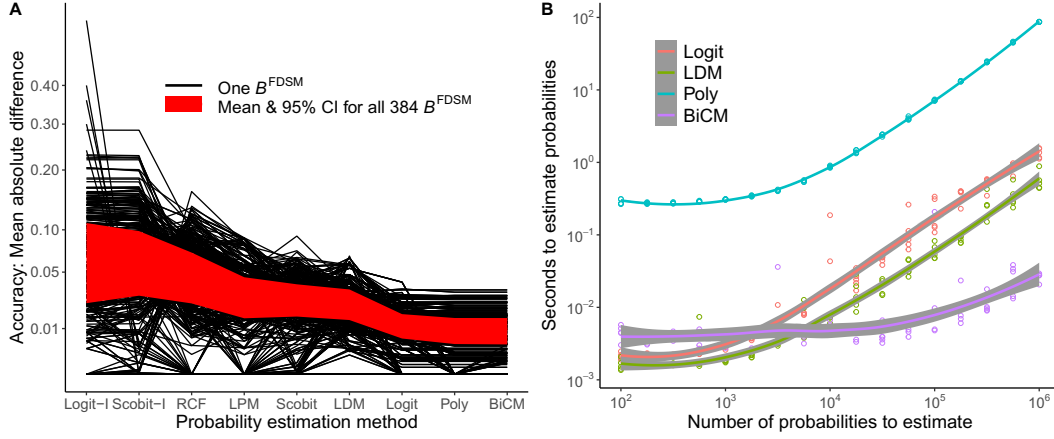 A
Accuracy: Mean absolute difference
0.40
0.30
0.20
0.10
0.05
0.01
One B^FDSM
Mean & 95% CI for all 384 B^FDSM
Logit-I Scobit-I RCF LPM Scobit LDM Logit Poly BiCM
Probability estimation method
B
Seconds to estimate probabilities
10^2
10^1
10^0
10^−1
10^−2
10^−3
Logit
LDM
Poly
BiCM
10^2 10^3 10^4 10^5 10^6
Number of probabilities to estimate